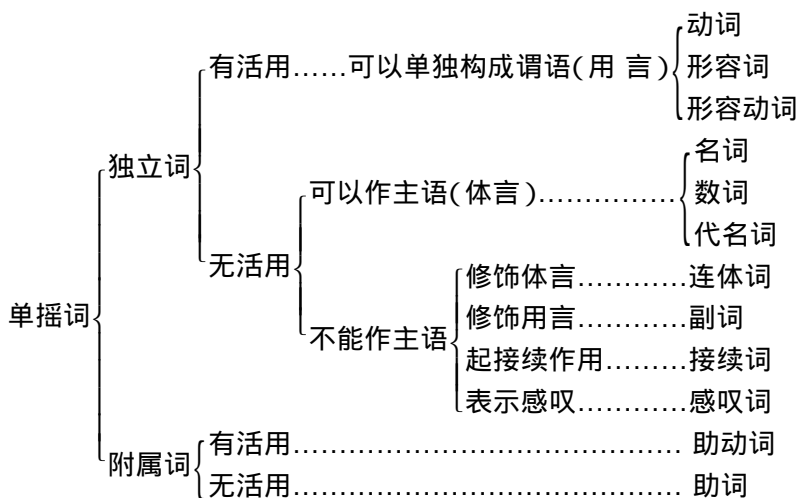 动词
有活用……可以单独构成谓语(用 言)形容词
形容动词
独立词
名词
可以作主语(体言)……………数词
代名词
无活用
修饰体言…………连体词
单摇词
修饰用言…………副词
不能作主语
起接续作用………接续词
表示感叹…………感叹词
有活用………………………………………助动词
附属词
无活用………………………………………助词